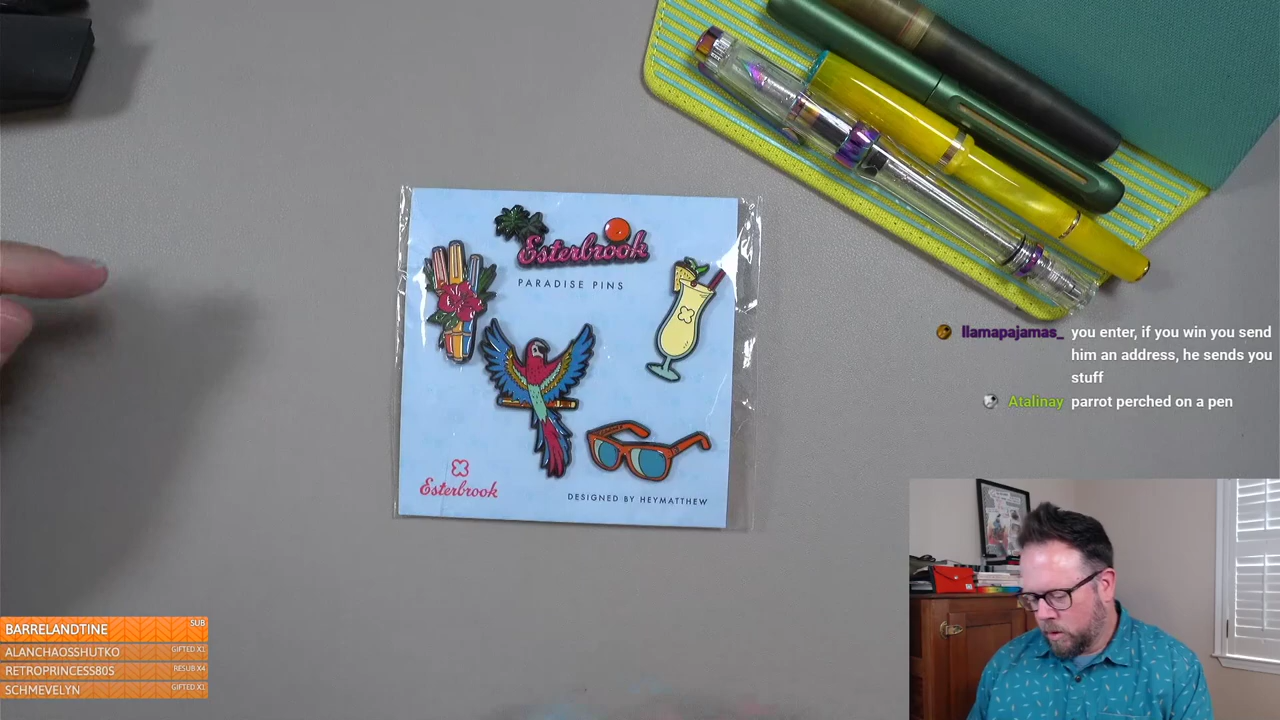 Esterbrook
PARADISE PINS
Esterbrook
DESIGNED BY HEYMATTHEW
llamapajamas_ you enter, if you win you send
him an address, he sends you
stuff
Atalinay parrot perched on a pen
BARRELANDTINE SUB
ALANCHAOSSHUTKO GIFTED X1
RETROPRINCESS80S RESUB X4
SCHMEVELYN GIFTED X1